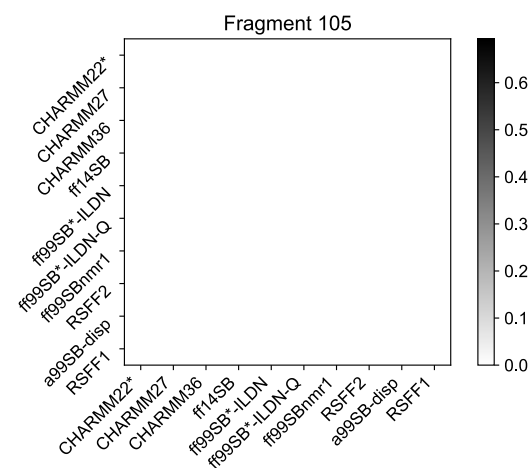 Fragment 105
CHARMM22*
CHARMM27
CHARMM36
ff14SB
ff99SB*-ILDN
ff99SB*-ILDN-Q
ff99SBnmr1
RSFF2
a99SB-disp
RSFF1
CHARMM22*
CHARMM27
CHARMM36
ff14SB
ff99SB*-ILDN
ff99SB*-ILDN-Q
ff99SBnmr1
RSFF2
a99SB-disp
RSFF1
0.6
0.5
0.4
0.3
0.2
0.1
0.0